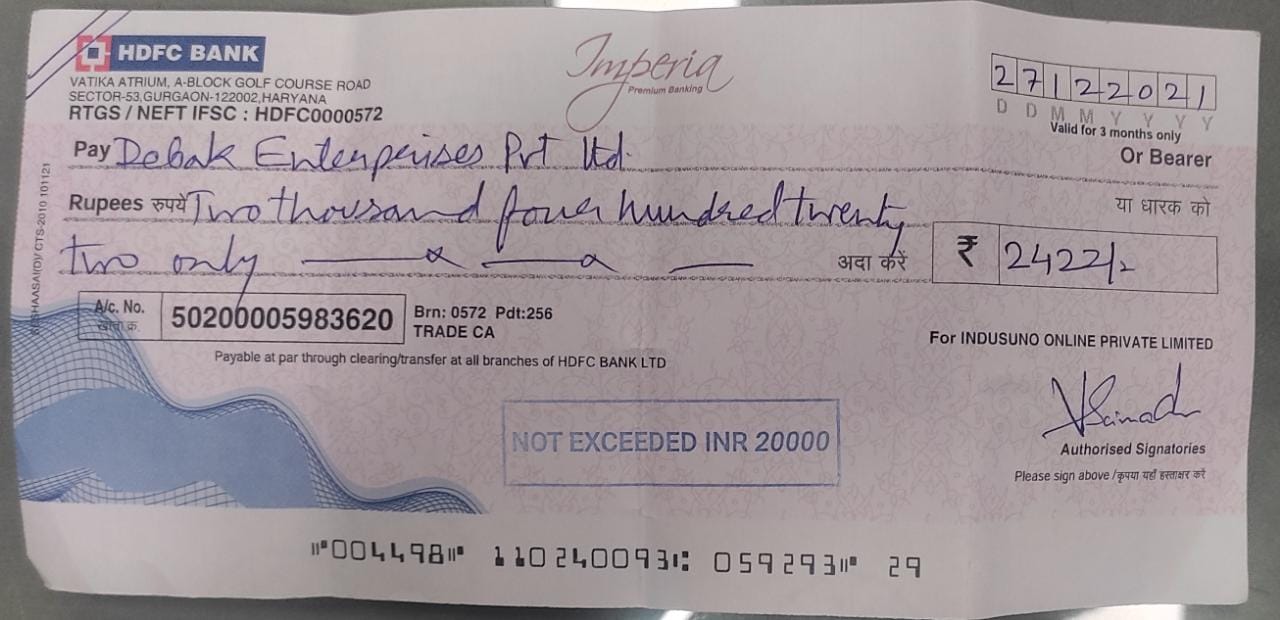 HDFC BANK
VATIKA ATRIUM, A-BLOCK GOLF COURSE ROAD
SECTOR-53,GURGAON-122002,HARYANA
RTGS / NEFT IFSC : HDFC0000572
Imperia
Premium Banking
27122021
D D M M Y Y Y Y
Valid for 3 months only
Pay Debak Enterprises Pvt ltd.
Or Bearer
Rupees रुपये Two thousand four hundred twenty
या धारक को
two only
अदा करें
₹ 2422/-
A/c. No.
खाता क्र.
50200005983620
Brn: 0572 Pdt:256
TRADE CA
Payable at par through clearing/transfer at all branches of HDFC BANK LTD
For INDUSUNO ONLINE PRIVATE LIMITED
NOT EXCEEDED INR 20000
Authorised Signatories
Please sign above /कृपया यहाँ हस्ताक्षर करें
CTS-2010 101121
⑈004498⑈ 110240093⑆ 059293⑈ 29